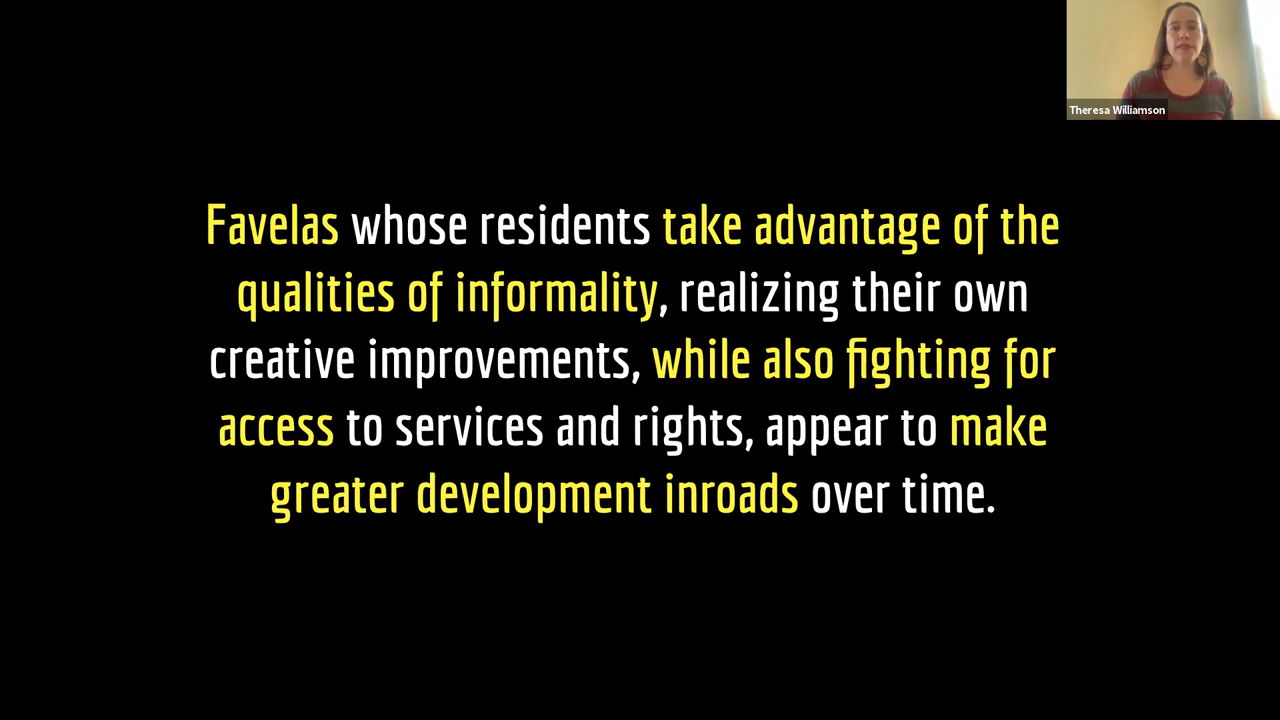 Theresa Williamson
Favelas whose residents take advantage of the
qualities of informality, realizing their own
creative improvements, while also fighting for
access to services and rights, appear to make
greater development inroads over time.